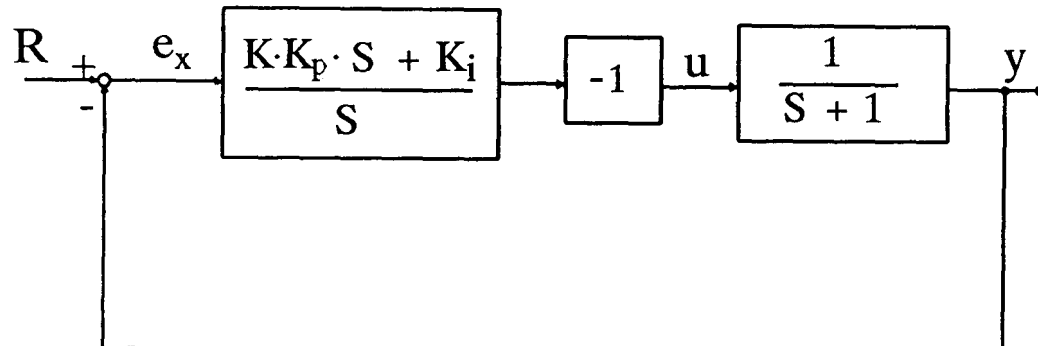 R
+
-
eₓ
K·Kₚ·S + Kᵢ
S
-1
u
1
S + 1
y